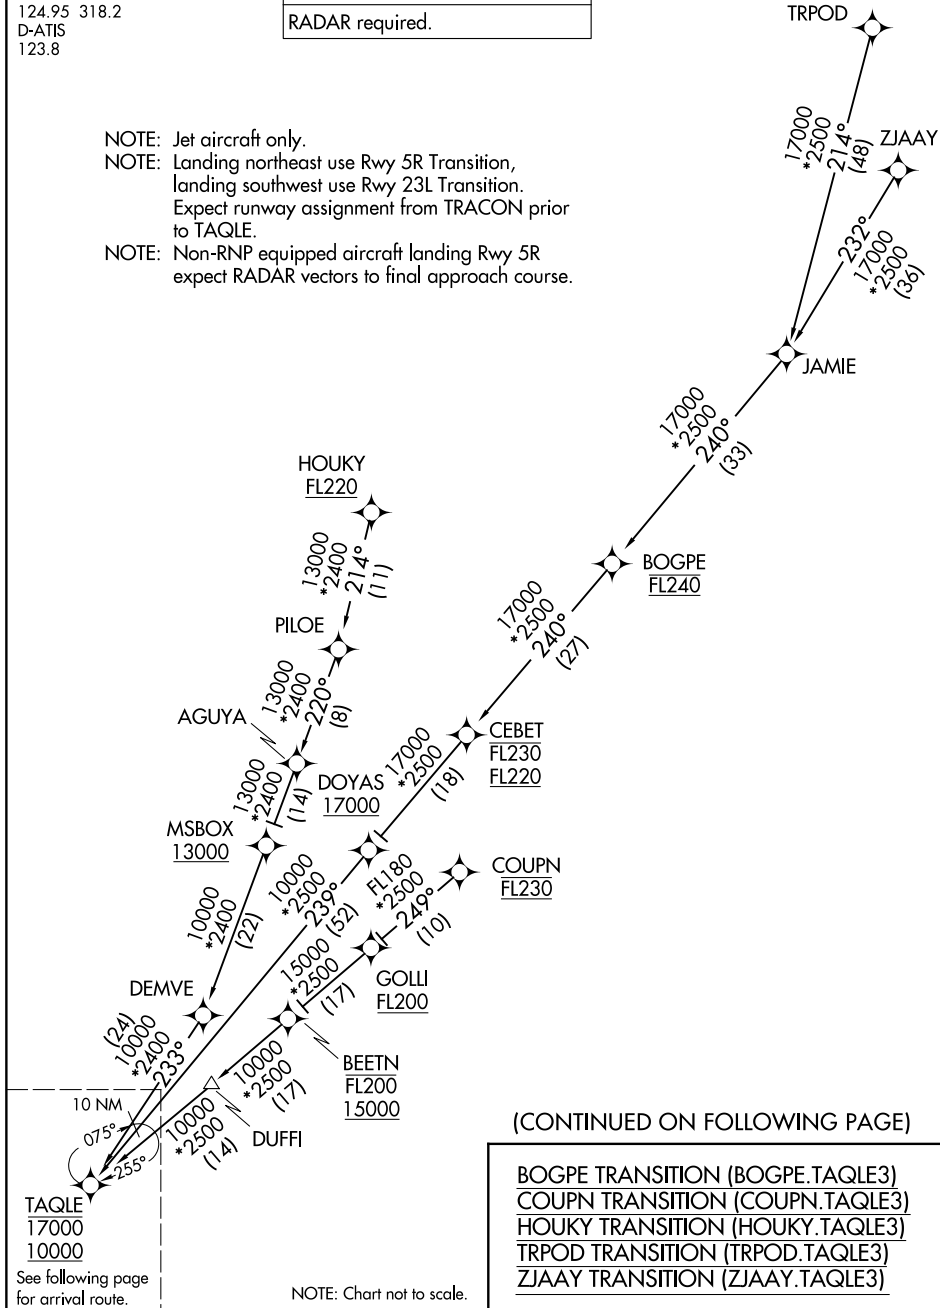 124.95 318.2
D-ATIS
123.8
RADAR required.
TRPOD
17000
*2500
214°
(48)
ZJAAY
232°
17000
*2500
(36)
NOTE: Jet aircraft only.
NOTE: Landing northeast use Rwy 5R Transition,
landing southwest use Rwy 23L Transition.
Expect runway assignment from TRACON prior
to TAQLE.
NOTE: Non-RNP equipped aircraft landing Rwy 5R
expect RADAR vectors to final approach course.
JAMIE
17000
*2500
240°
(33)
HOUKY
FL220
13000
*2400
214°
(11)
BOGPE
FL240
17000
*2500
240°
(27)
PILOE
13000
*2400
220°
(8)
AGUYA
CEBET
FL230
FL220
17000
*2500
(18)
13000
*2400
(14)
DOYAS
17000
MSBOX
13000
COUPN
FL230
FL180
*2500
249°
(10)
10000
*2500
239°
(52)
10000
*2400
(22)
GOLLI
FL200
15000
*2500
(17)
DEMVE
(24)
10000
*2400
233°
BEETN
FL200
15000
10000
*2500
(17)
DUFFI
10000
*2500
(14)
10 NM
075°
255°
TAQLE
17000
10000
See following page
for arrival route.
NOTE: Chart not to scale.
(CONTINUED ON FOLLOWING PAGE)
BOGPE TRANSITION (BOGPE.TAQLE3)
COUPN TRANSITION (COUPN.TAQLE3)
HOUKY TRANSITION (HOUKY.TAQLE3)
TRPOD TRANSITION (TRPOD.TAQLE3)
ZJAAY TRANSITION (ZJAAY.TAQLE3)